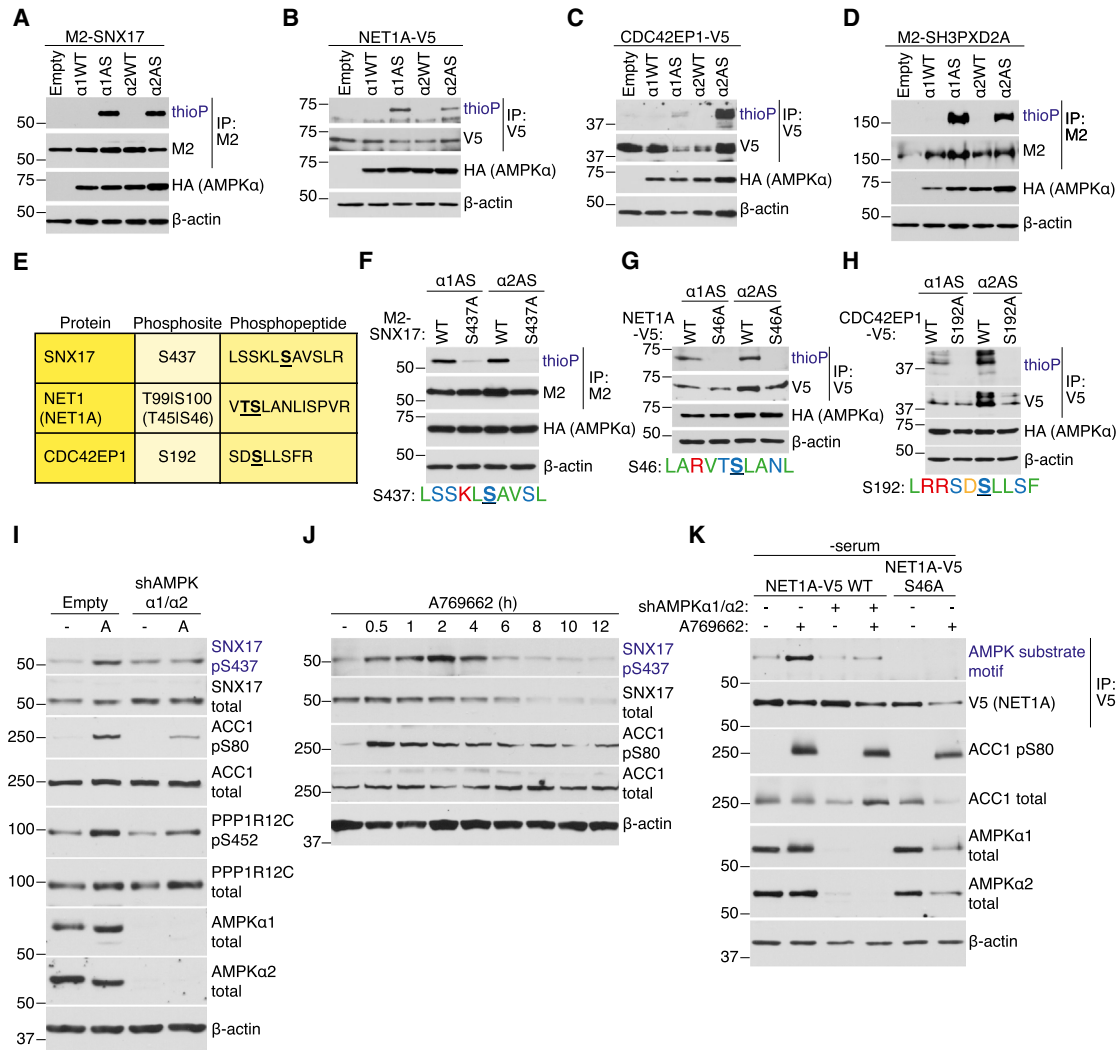 A
M2-SNX17
Empty
α1WT
α1AS
α2WT
α2AS
thioP
M2
IP: M2
HA (AMPKα)
β-actin
50
50
75
50
B
NET1A-V5
Empty
α1WT
α1AS
α2WT
α2AS
thioP
V5
IP: V5
HA (AMPKα)
β-actin
75
75
75
50
C
CDC42EP1-V5
Empty
α1WT
α1AS
α2WT
α2AS
thioP
V5
IP: V5
HA (AMPKα)
β-actin
37
37
75
50
D
M2-SH3PXD2A
Empty
α1WT
α1AS
α2WT
α2AS
thioP
M2
IP: M2
HA (AMPKα)
β-actin
150
150
75
50
E
Protein Phosphosite Phosphopeptide
SNX17 S437 LSSKLSAVSLR
NET1 (NET1A) T99IS100 (T45IS46) VTSLANLISPVR
CDC42EP1 S192 SDSLLSFR
F
α1AS α2AS
M2-SNX17: WT S437A WT S437A
thioP
M2
IP: M2
HA (AMPKα)
β-actin
50
50
75
50
S437: LSSKLSAVSL
G
α1AS α2AS
NET1A-V5: WT S46A WT S46A
thioP
V5
IP: V5
HA (AMPKα)
β-actin
75
75
75
50
S46: LARVTSLANL
H
α1AS α2AS
CDC42EP1-V5: WT S192A WT S192A
thioP
V5
IP: V5
HA (AMPKα)
β-actin
37
37
75
50
S192: LRRSDSLLSF
I
Empty shAMPK α1/α2
- A - A
50 SNX17 pS437
50 SNX17 total
250 ACC1 pS80
250 ACC1 total
100 PPP1R12C pS452
100 PPP1R12C total
50 AMPKα1 total
50 AMPKα2 total
37 β-actin
J
A769662 (h)
- 0.5 1 2 4 6 8 10 12
50 SNX17 pS437
50 SNX17 total
250 ACC1 pS80
250 ACC1 total
37 β-actin
K
-serum
NET1A-V5 WT NET1A-V5 S46A
shAMPKα1/α2: - - + + - -
A769662: - + - + - +
50 AMPK substrate motif
50 V5 (NET1A)
IP: V5
250 ACC1 pS80
250 ACC1 total
50 AMPKα1 total
50 AMPKα2 total
37 β-actin